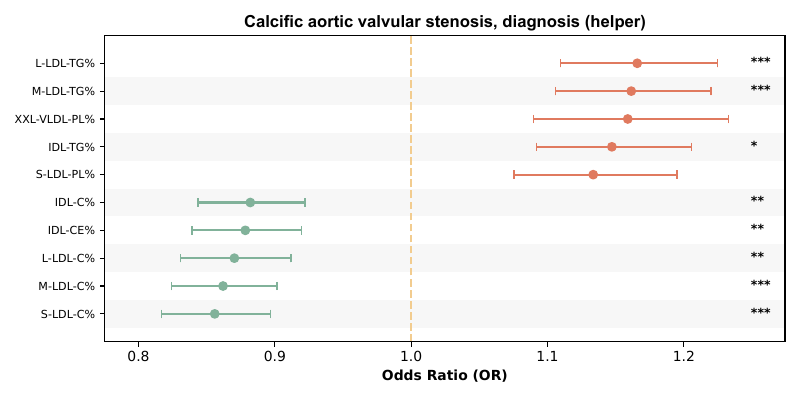 Calcific aortic valvular stenosis, diagnosis (helper)
L-LDL-TG% ***
M-LDL-TG% ***
XXL-VLDL-PL%
IDL-TG% *
S-LDL-PL%
IDL-C% **
IDL-CE% **
L-LDL-C% **
M-LDL-C% ***
S-LDL-C% ***
0.8 0.9 1.0 1.1 1.2
Odds Ratio (OR)